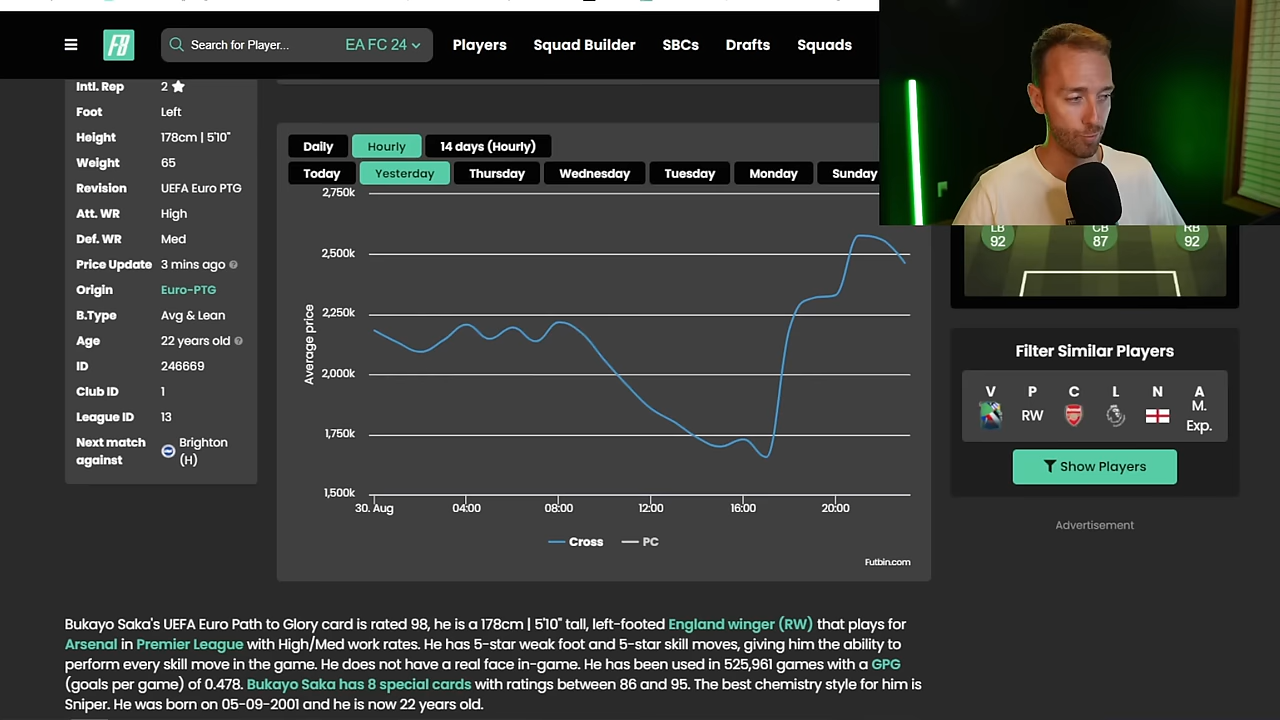 F8
Search for Player...
EA FC 24
Players
Squad Builder
SBCs
Drafts
Squads
Intl. Rep 2
Foot Left
Height 178cm | 5'10"
Weight 65
Revision UEFA Euro PTG
Att. WR High
Def. WR Med
Price Update 3 mins ago
Origin Euro-PTG
B.Type Avg & Lean
Age 22 years old
ID 246669
Club ID 1
League ID 13
Next match against Brighton (H)
Daily Hourly 14 days (Hourly)
Today Yesterday Thursday Wednesday Tuesday Monday Sunday
2,750k
2,500k
2,250k
2,000k
1,750k
1,500k
Average price
30. Aug 04:00 08:00 12:00 16:00 20:00
Cross PC
Futbin.com
LB CB RB
92 87 92
Filter Similar Players
V P C L N A
RW M. Exp.
Show Players
Advertisement
Bukayo Saka's UEFA Euro Path to Glory card is rated 98, he is a 178cm | 5'10" tall, left-footed England winger (RW) that plays for
Arsenal in Premier League with High/Med work rates. He has 5-star weak foot and 5-star skill moves, giving him the ability to
perform every skill move in the game. He does not have a real face in-game. He has been used in 525,961 games with a GPG
(goals per game) of 0.478. Bukayo Saka has 8 special cards with ratings between 86 and 95. The best chemistry style for him is
Sniper. He was born on 05-09-2001 and he is now 22 years old.